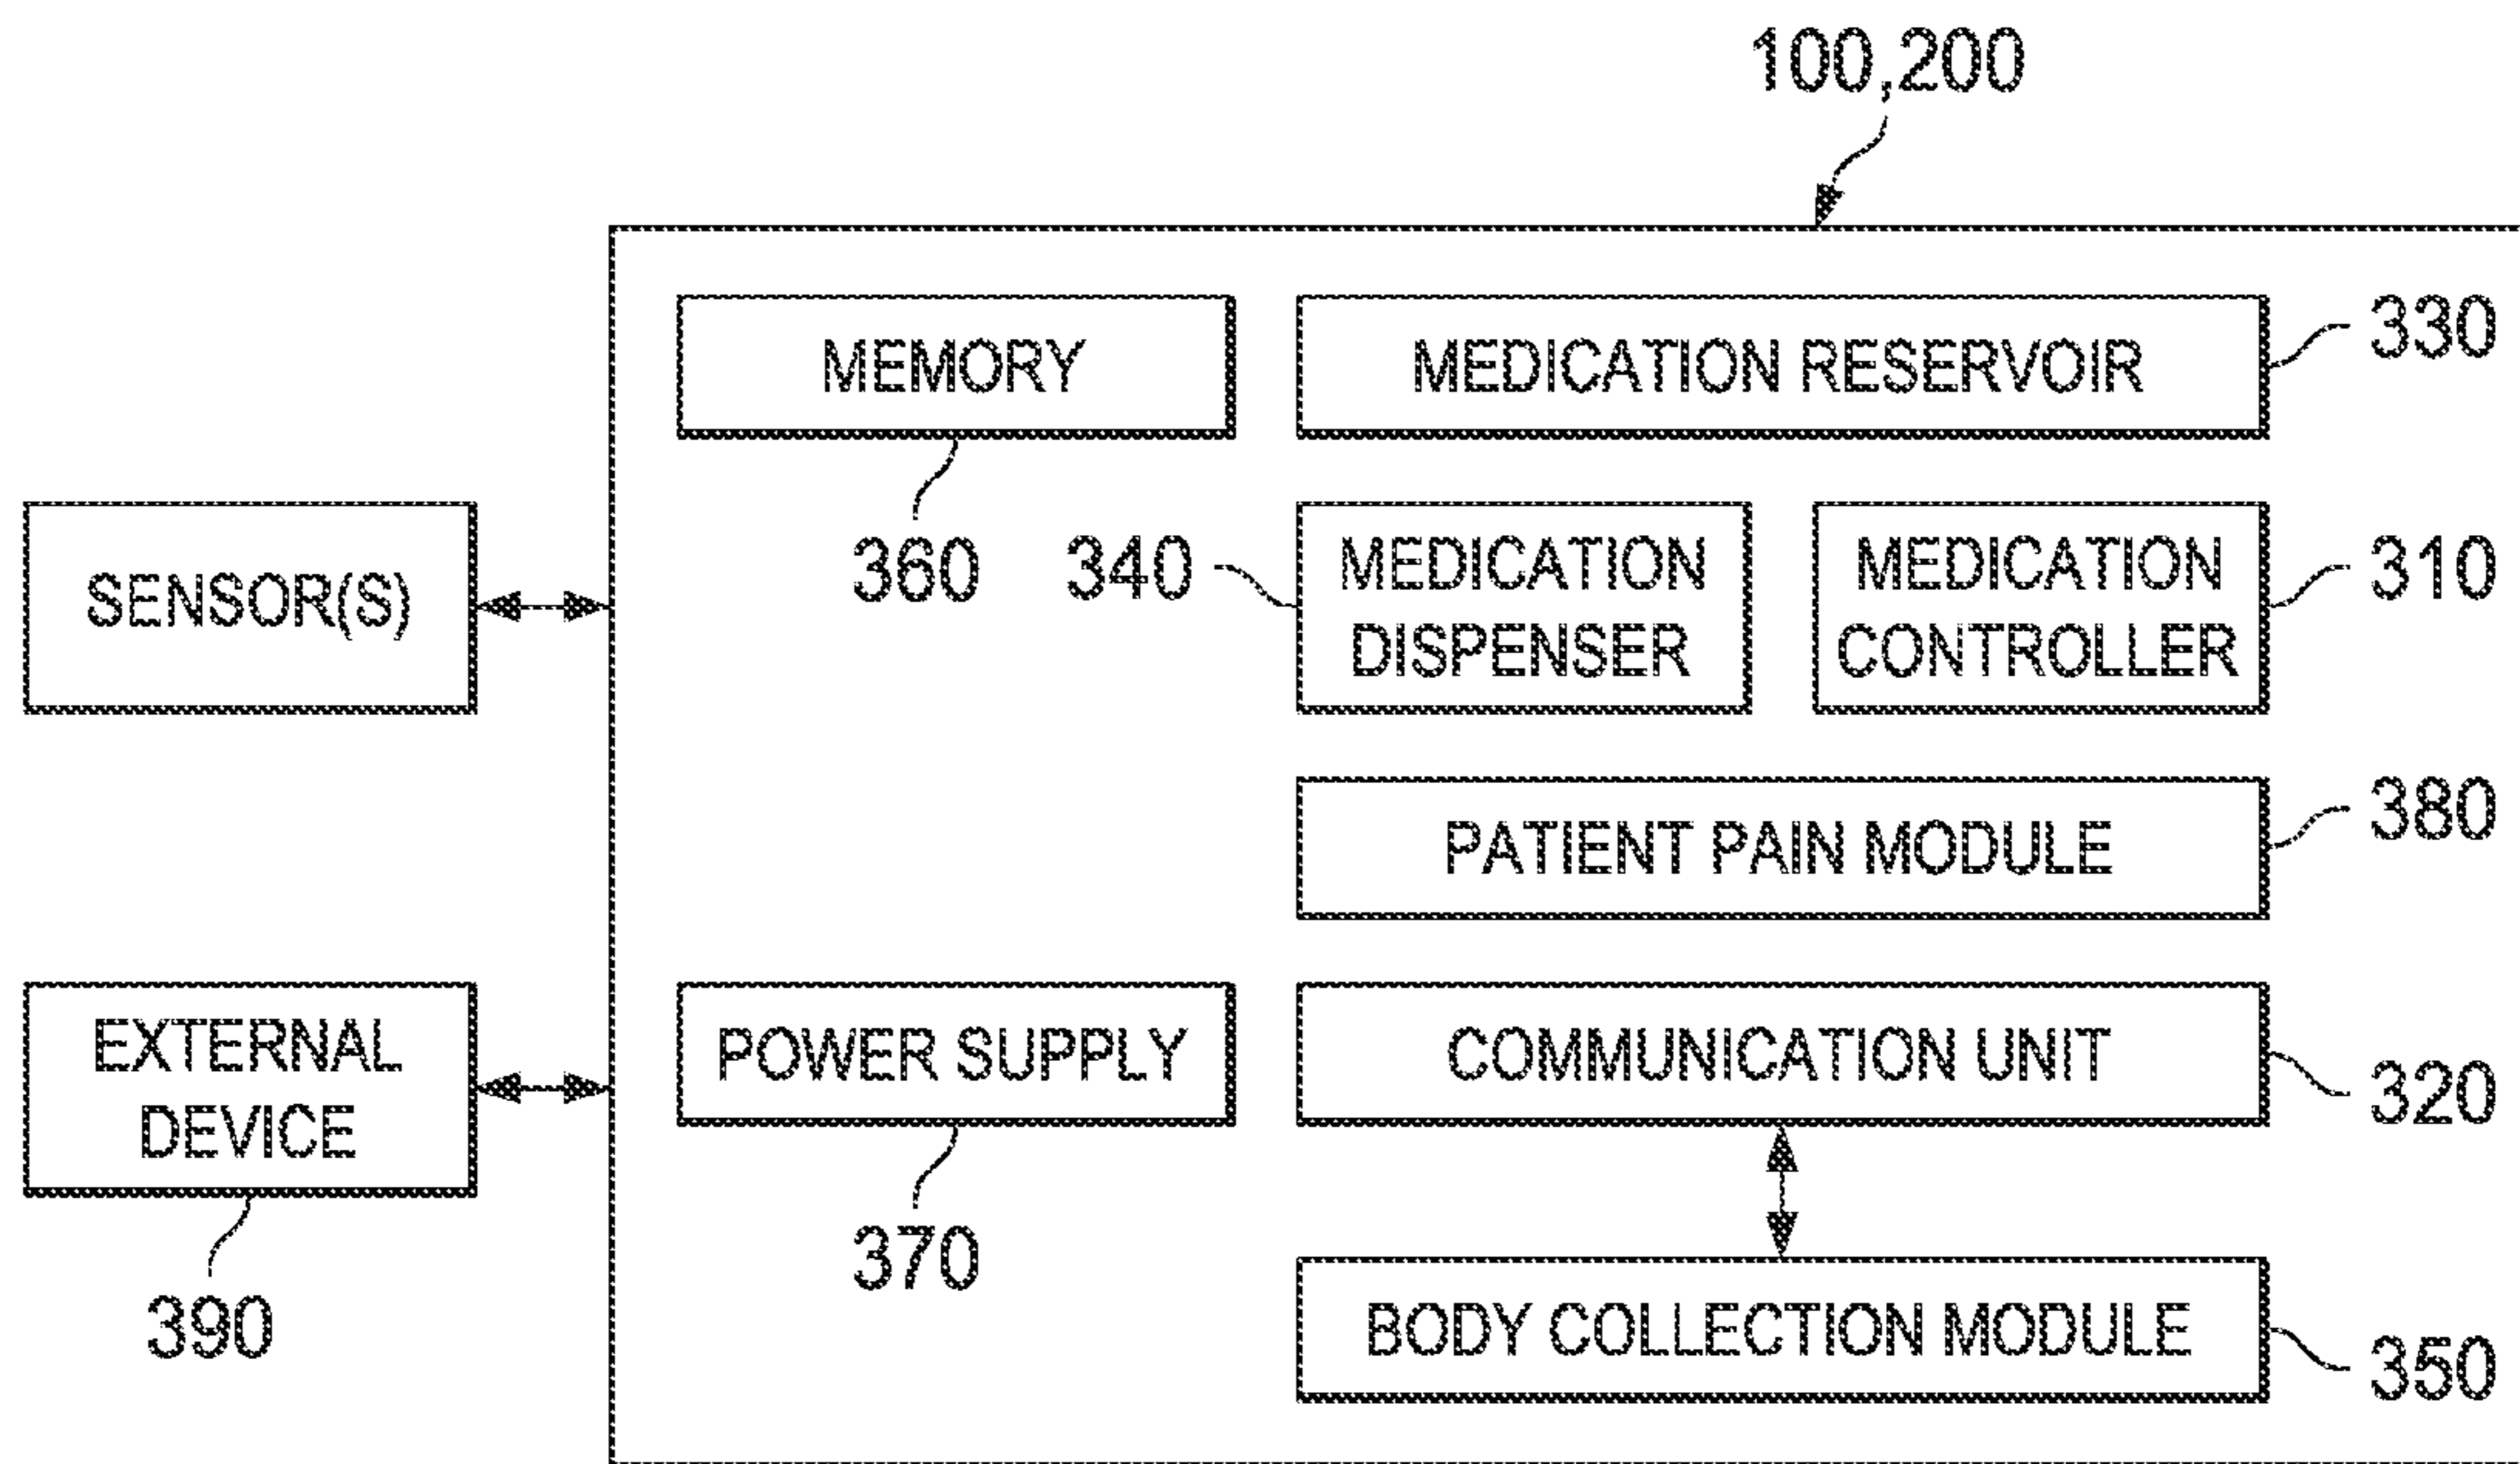 100,200
MEMORY
MEDICATION RESERVOIR
330
360
SENSOR(S)
340
MEDICATION
DISPENSER
MEDICATION
CONTROLLER
310
PATIENT PAIN MODULE
380
EXTERNAL
DEVICE
390
POWER SUPPLY
370
COMMUNICATION UNIT
320
BODY COLLECTION MODULE
350